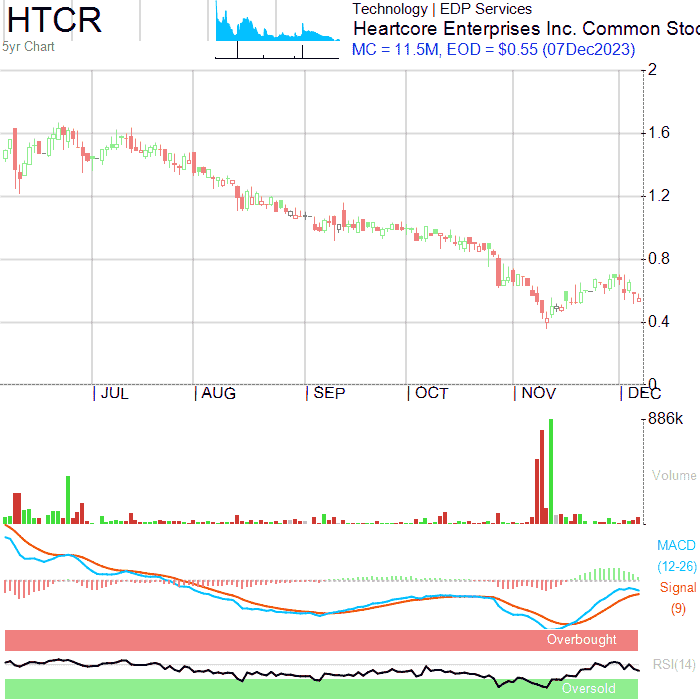 HTCR
5yr Chart
Technology | EDP Services
Heartcore Enterprises Inc. Common Stoc
MC = 11.5M, EOD = $0.55 (07Dec2023)
2
1.6
1.2
0.8
0.4
0
JUL AUG SEP OCT NOV DEC
886k
Volume
MACD
(12-26)
Signal
(9)
Overbought
RSI(14)
Oversold